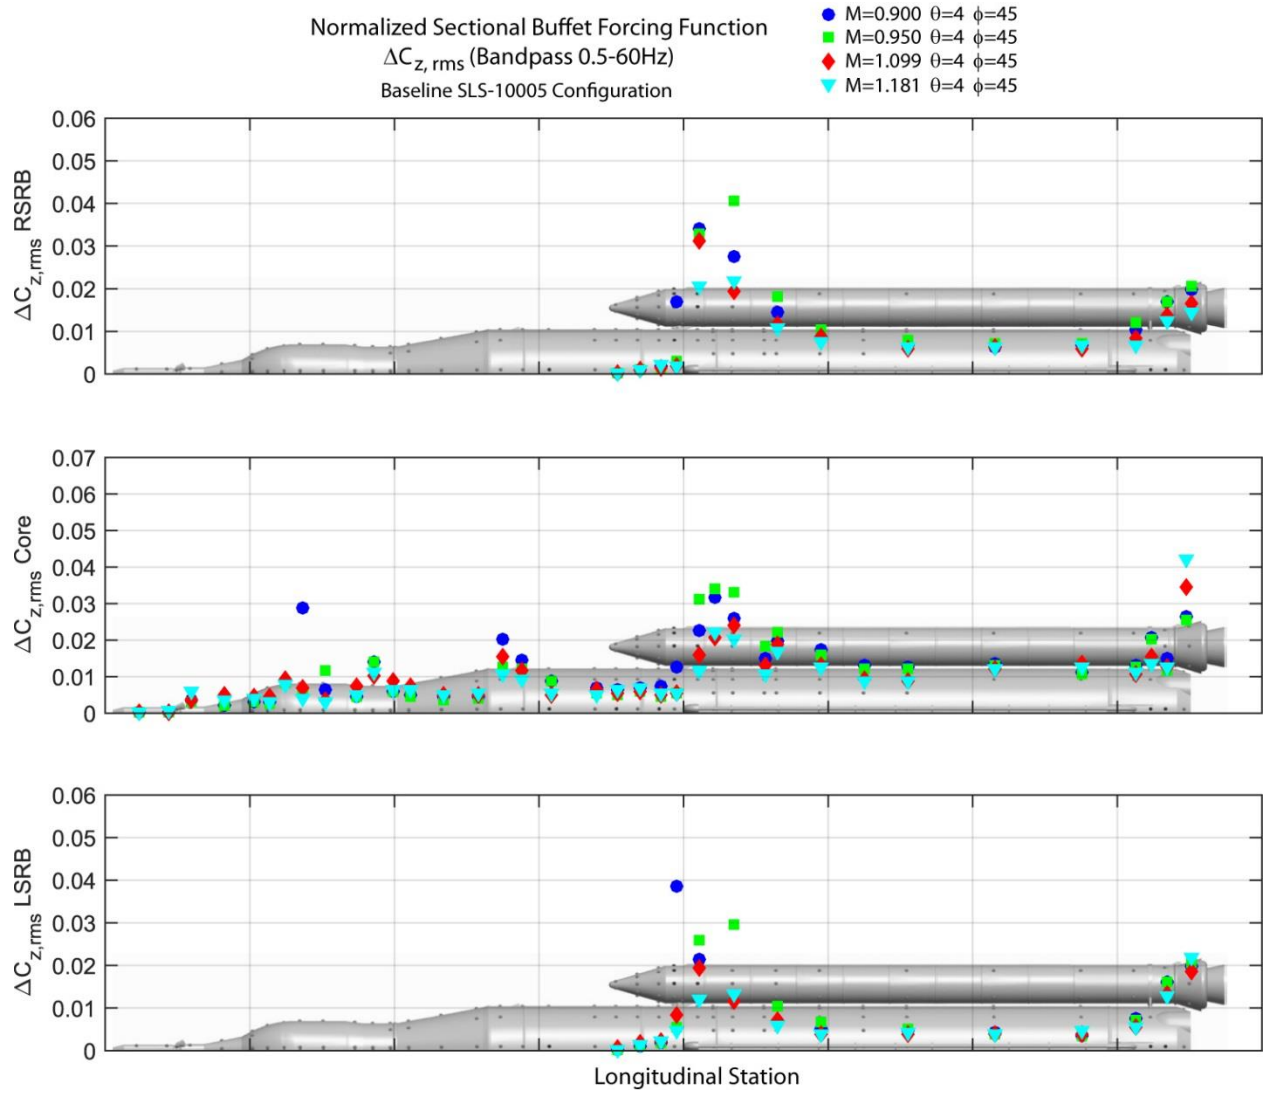 Normalized Sectional Buffet Forcing Function
ΔCz, rms (Bandpass 0.5-60Hz)
Baseline SLS-10005 Configuration
M=0.900 θ=4 ϕ=45
M=0.950 θ=4 ϕ=45
M=1.099 θ=4 ϕ=45
M=1.181 θ=4 ϕ=45
ΔCz,rms RSRB
0.06
0.05
0.04
0.03
0.02
0.01
0
ΔCz,rms Core
0.07
0.06
0.05
0.04
0.03
0.02
0.01
0
ΔCz,rms LSRB
0.06
0.05
0.04
0.03
0.02
0.01
0
Longitudinal Station